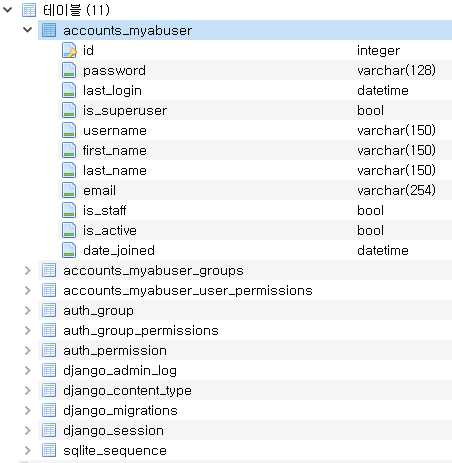 테이블 (11)
accounts_myabuser
id integer
password varchar(128)
last_login datetime
is_superuser bool
username varchar(150)
first_name varchar(150)
last_name varchar(150)
email varchar(254)
is_staff bool
is_active bool
date_joined datetime
accounts_myabuser_groups
accounts_myabuser_user_permissions
auth_group
auth_group_permissions
auth_permission
django_admin_log
django_content_type
django_migrations
django_session
sqlite_sequence